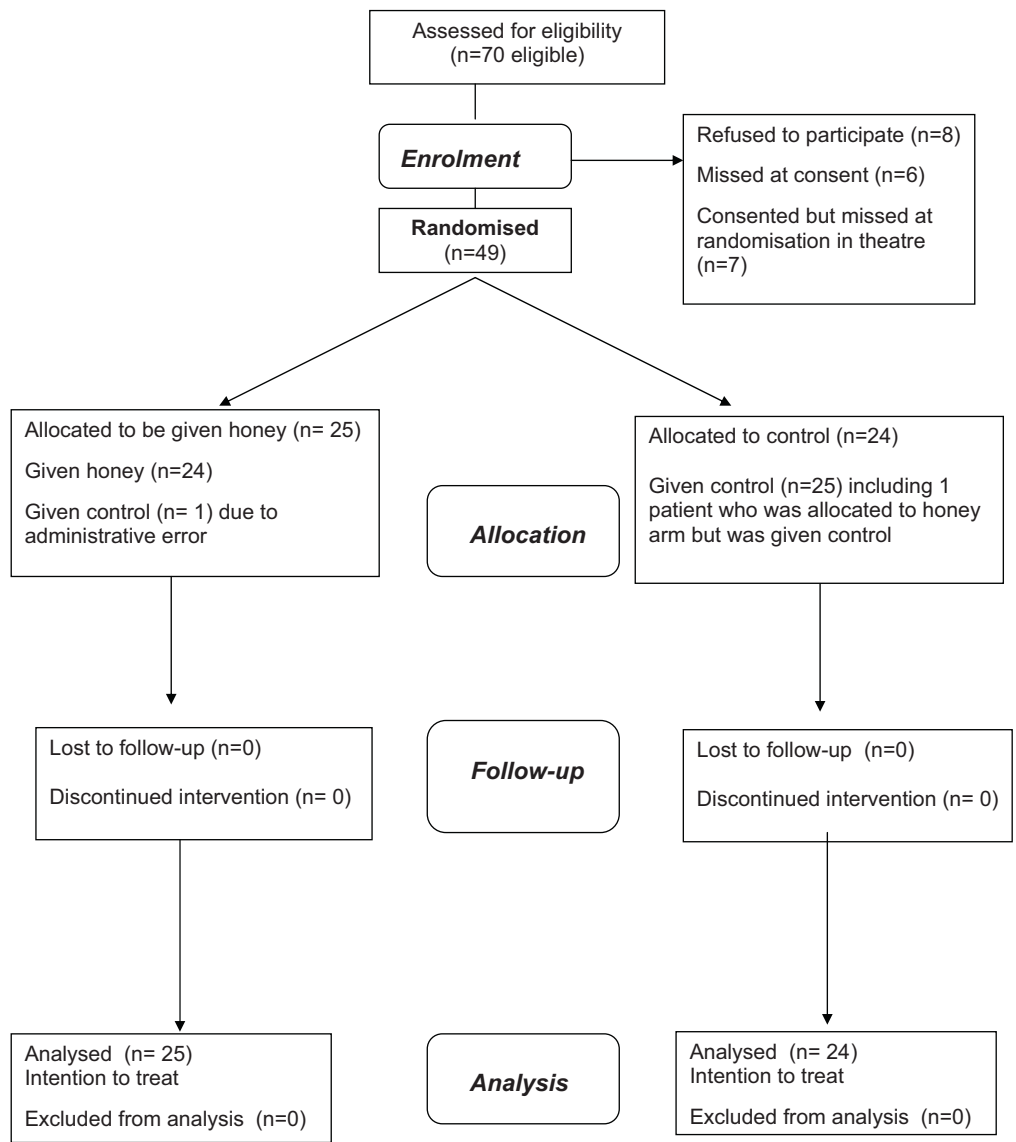 Assessed for eligibility
(n=70 eligible)
Enrolment
Refused to participate (n=8)
Missed at consent (n=6)
Consented but missed at
randomisation in theatre
(n=7)
Randomised
(n=49)
Allocated to be given honey (n= 25)
Given honey (n=24)
Given control (n= 1) due to
administrative error
Allocation
Allocated to control (n=24)
Given control (n=25) including 1
patient who was allocated to honey
arm but was given control
Lost to follow-up (n=0)
Discontinued intervention (n= 0)
Follow-up
Lost to follow-up  (n=0)
Discontinued intervention (n= 0)
Analysed  (n= 25)
Intention to treat
Excluded from analysis  (n=0)
Analysis
Analysed  (n= 24)
Intention to treat
Excluded from analysis  (n=0)